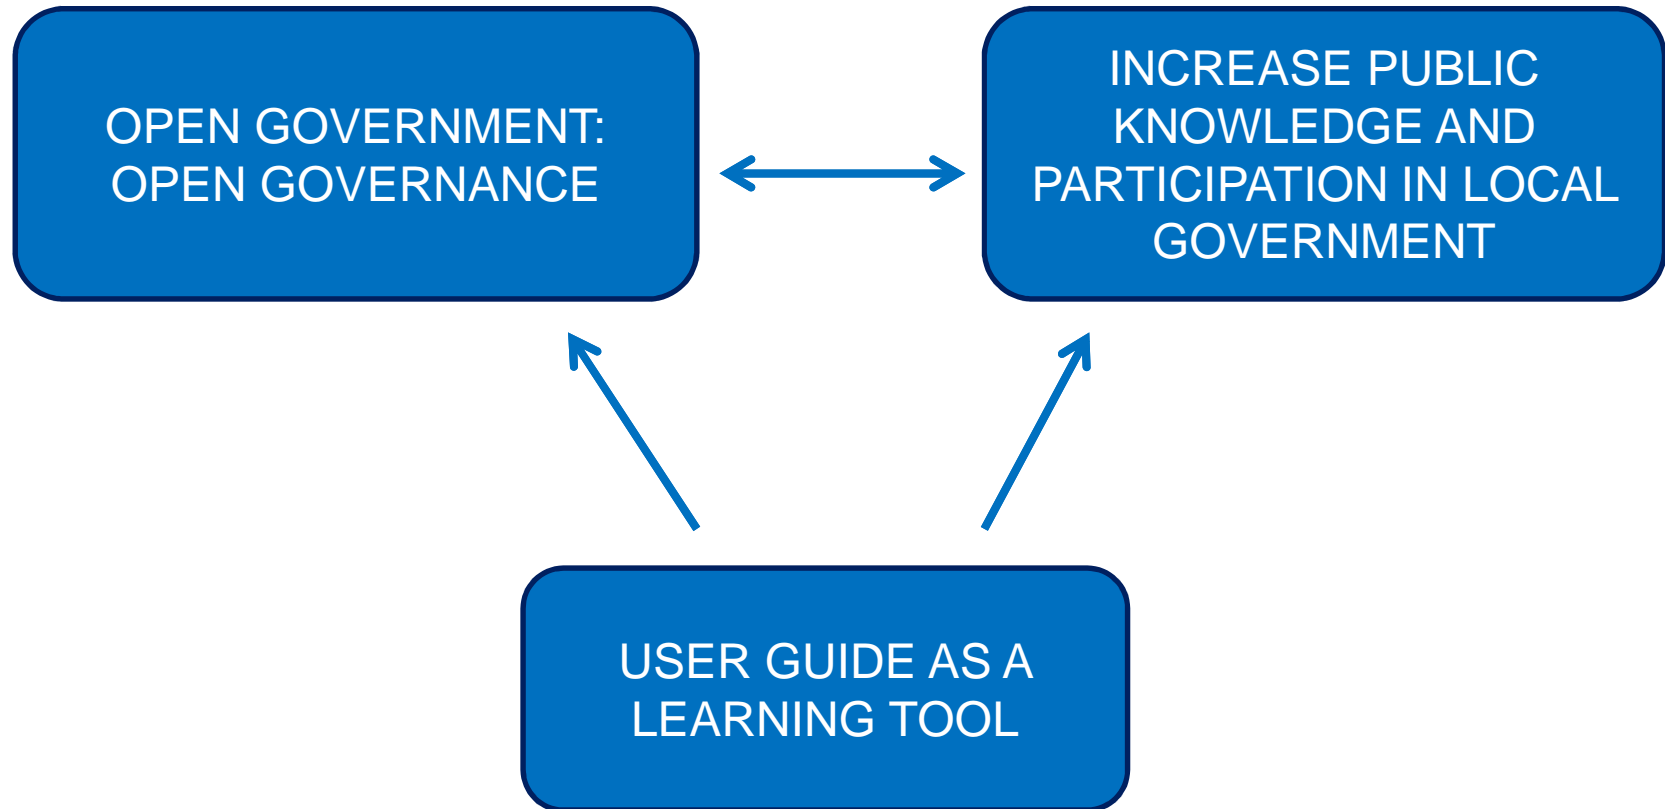 OPEN GOVERNMENT:
OPEN GOVERNANCE
INCREASE PUBLIC
KNOWLEDGE AND
PARTICIPATION IN LOCAL
GOVERNMENT
USER GUIDE AS A
LEARNING TOOL